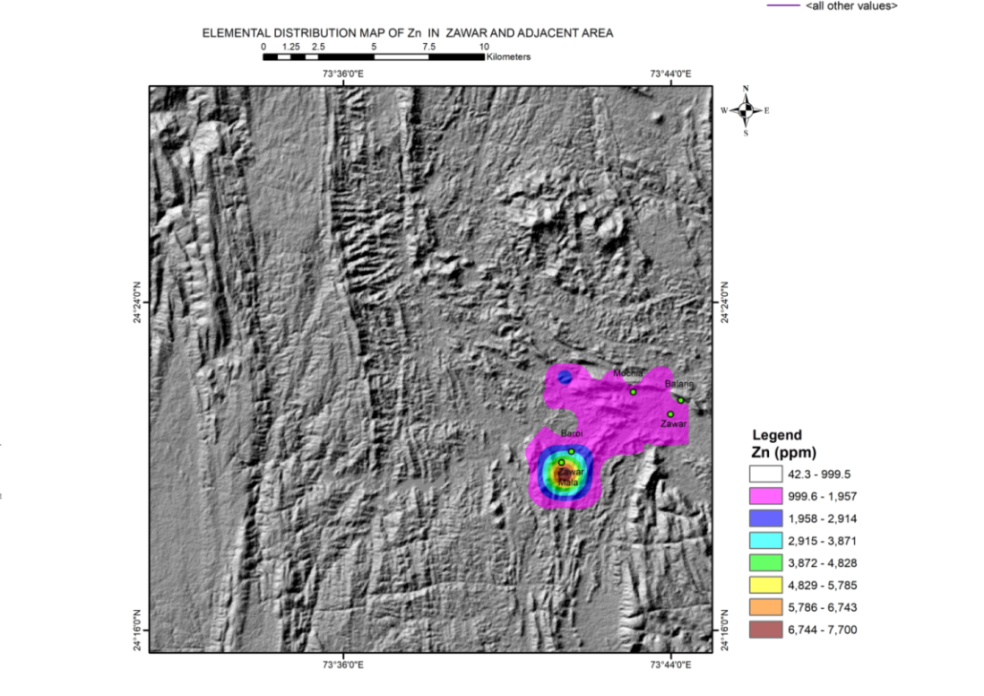 <all other values>
ELEMENTAL DISTRIBUTION MAP OF Zn IN ZAWAR AND ADJACENT AREA
0 1.25 2.5 5 7.5 10
Kilometers
73°36'0"E 73°44'0"E
N
W E
S
24°24'0"N 24°24'0"N
Mochia
Balaria
Zawar
Baroi
Zawar
Mala
Legend
Zn (ppm)
42.3 - 999.5
999.6 - 1,957
1,958 - 2,914
2,915 - 3,871
3,872 - 4,828
4,829 - 5,785
5,786 - 6,743
6,744 - 7,700
24°16'0"N 24°16'0"N
73°36'0"E 73°44'0"E